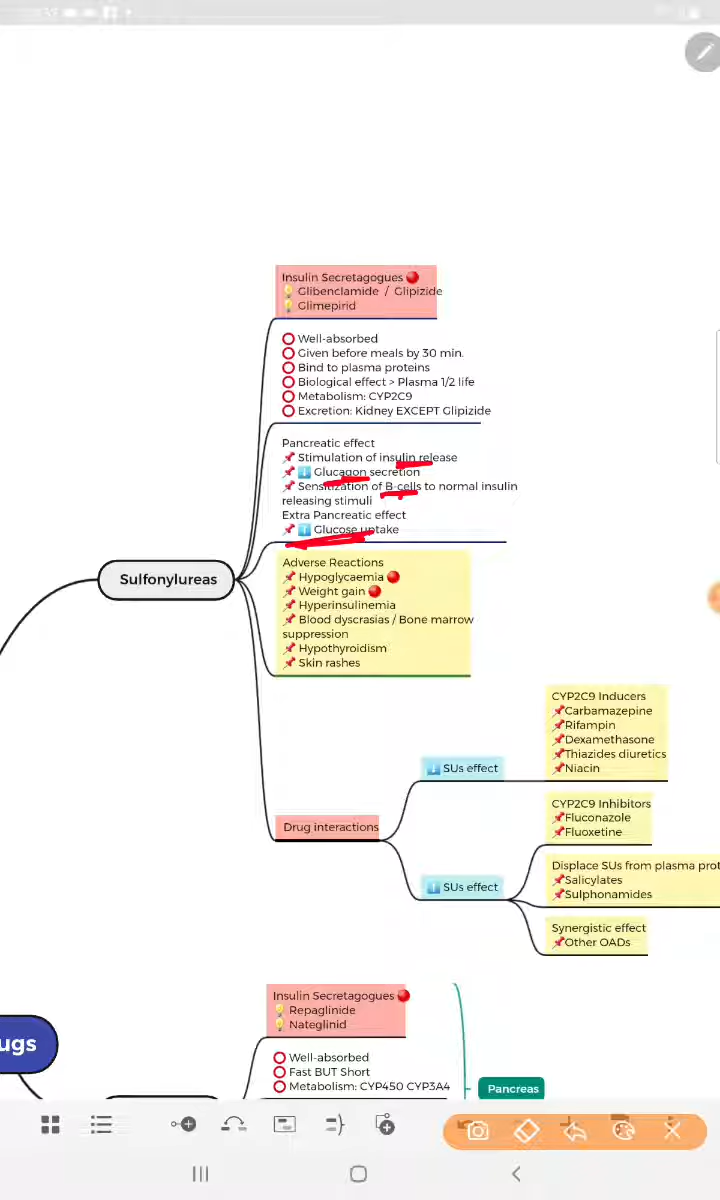 Insulin Secretagogues
Glibenclamide / Glipizide
Glimepirid
Well-absorbed
Given before meals by 30 min.
Bind to plasma proteins
Biological effect > Plasma 1/2 life
Metabolism: CYP2C9
Excretion: Kidney EXCEPT Glipizide
Pancreatic effect
Stimulation of insulin release
Glucagon secretion
Sensitization of B-cells to normal insulin
releasing stimuli
Extra Pancreatic effect
Glucose uptake
Sulfonylureas
Adverse Reactions
Hypoglycaemia
Weight gain
Hyperinsulinemia
Blood dyscrasias / Bone marrow
suppression
Hypothyroidism
Skin rashes
Drug interactions
SUs effect
CYP2C9 Inducers
Carbamazepine
Rifampin
Dexamethasone
Thiazides diuretics
Niacin
SUs effect
CYP2C9 Inhibitors
Fluconazole
Fluoxetine
Displace SUs from plasma prot
Salicylates
Sulphonamides
Synergistic effect
Other OADs
ugs
Insulin Secretagogues
Repaglinide
Nateglinid
Well-absorbed
Fast BUT Short
Metabolism: CYP450 CYP3A4
Pancreas